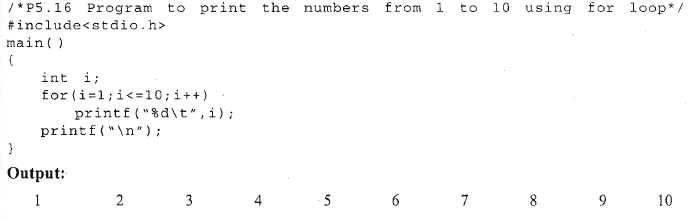 /*P5.16 Program to print the numbers from 1 to 10 using for loop*/
#include<stdio.h>
main()
{
int i;
for(i=1;i<=10;i++)
printf("%d\t",i);
printf("\n");
}
Output:
1 2 3 4 5 6 7 8 9 10